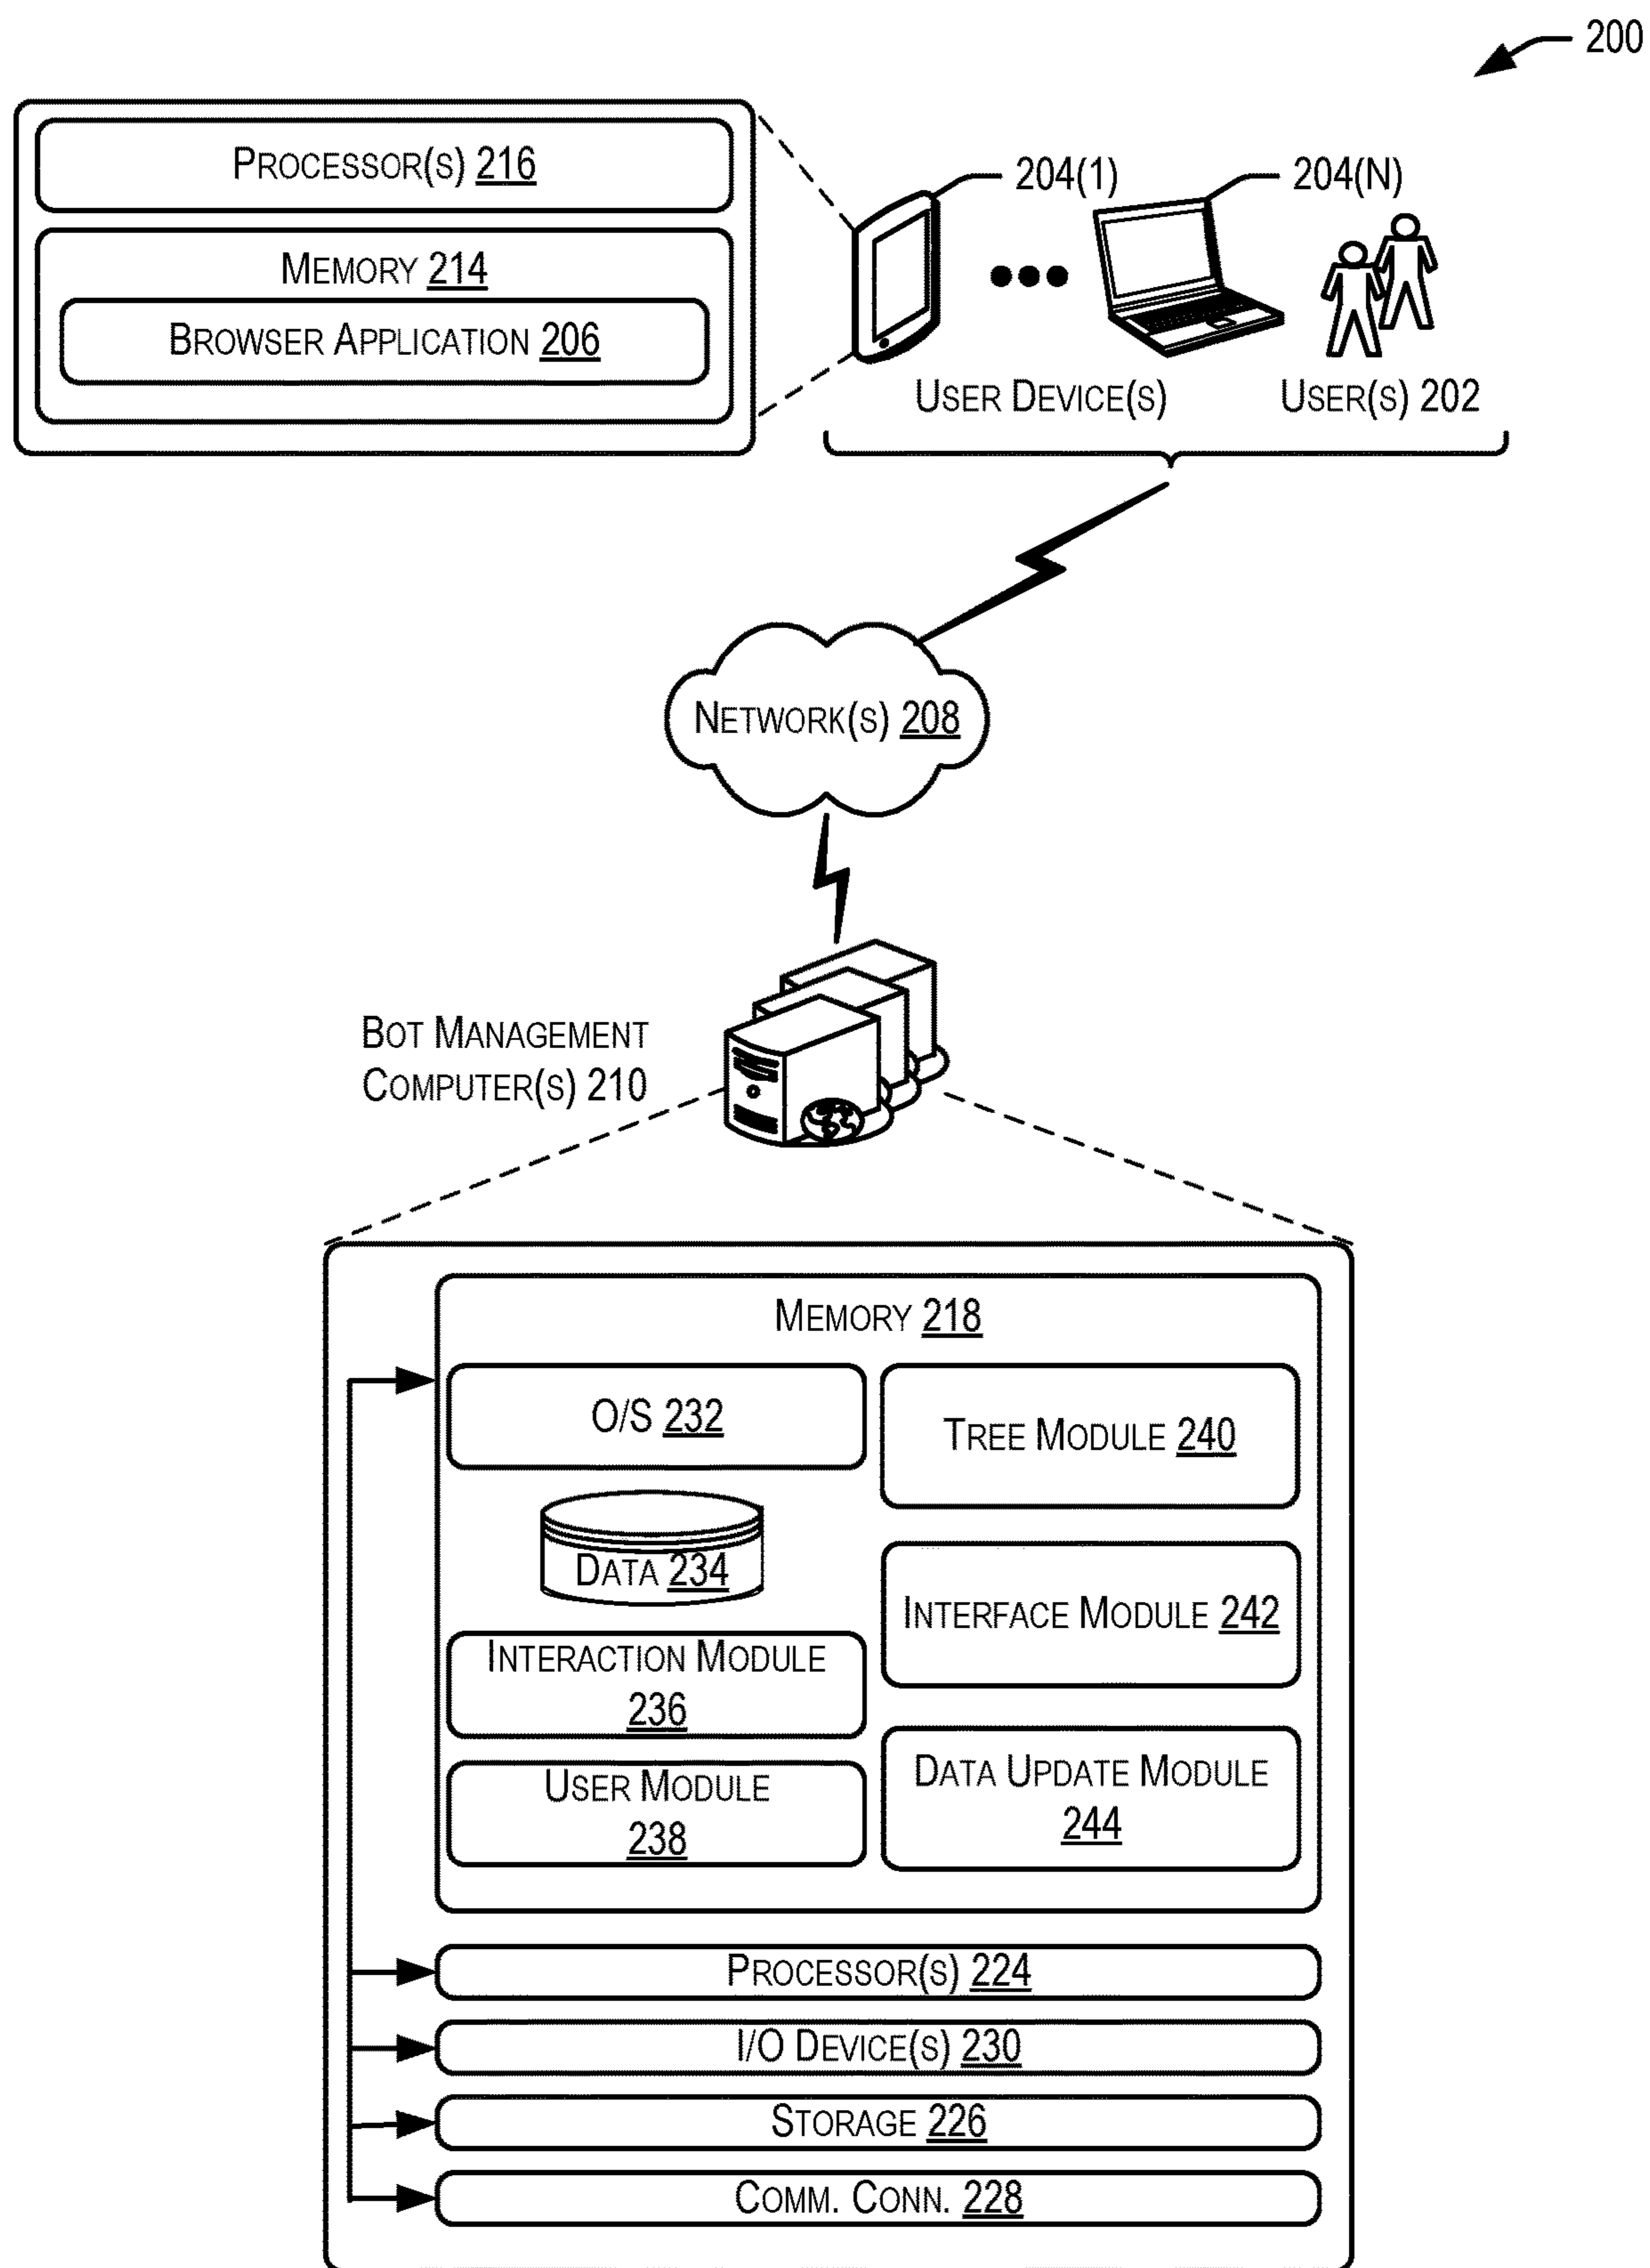 200
PROCESSOR(S) 216
204(1)
204(N)
MEMORY 214
BROWSER APPLICATION 206
USER DEVICE(S)
USER(S) 202
NETWORK(S) 208
BOT MANAGEMENT
COMPUTER(S) 210
MEMORY 218
O/S 232
TREE MODULE 240
DATA 234
INTERFACE MODULE 242
INTERACTION MODULE
236
USER MODULE
238
DATA UPDATE MODULE
244
PROCESSOR(S) 224
I/O DEVICE(S) 230
STORAGE 226
COMM. CONN. 228